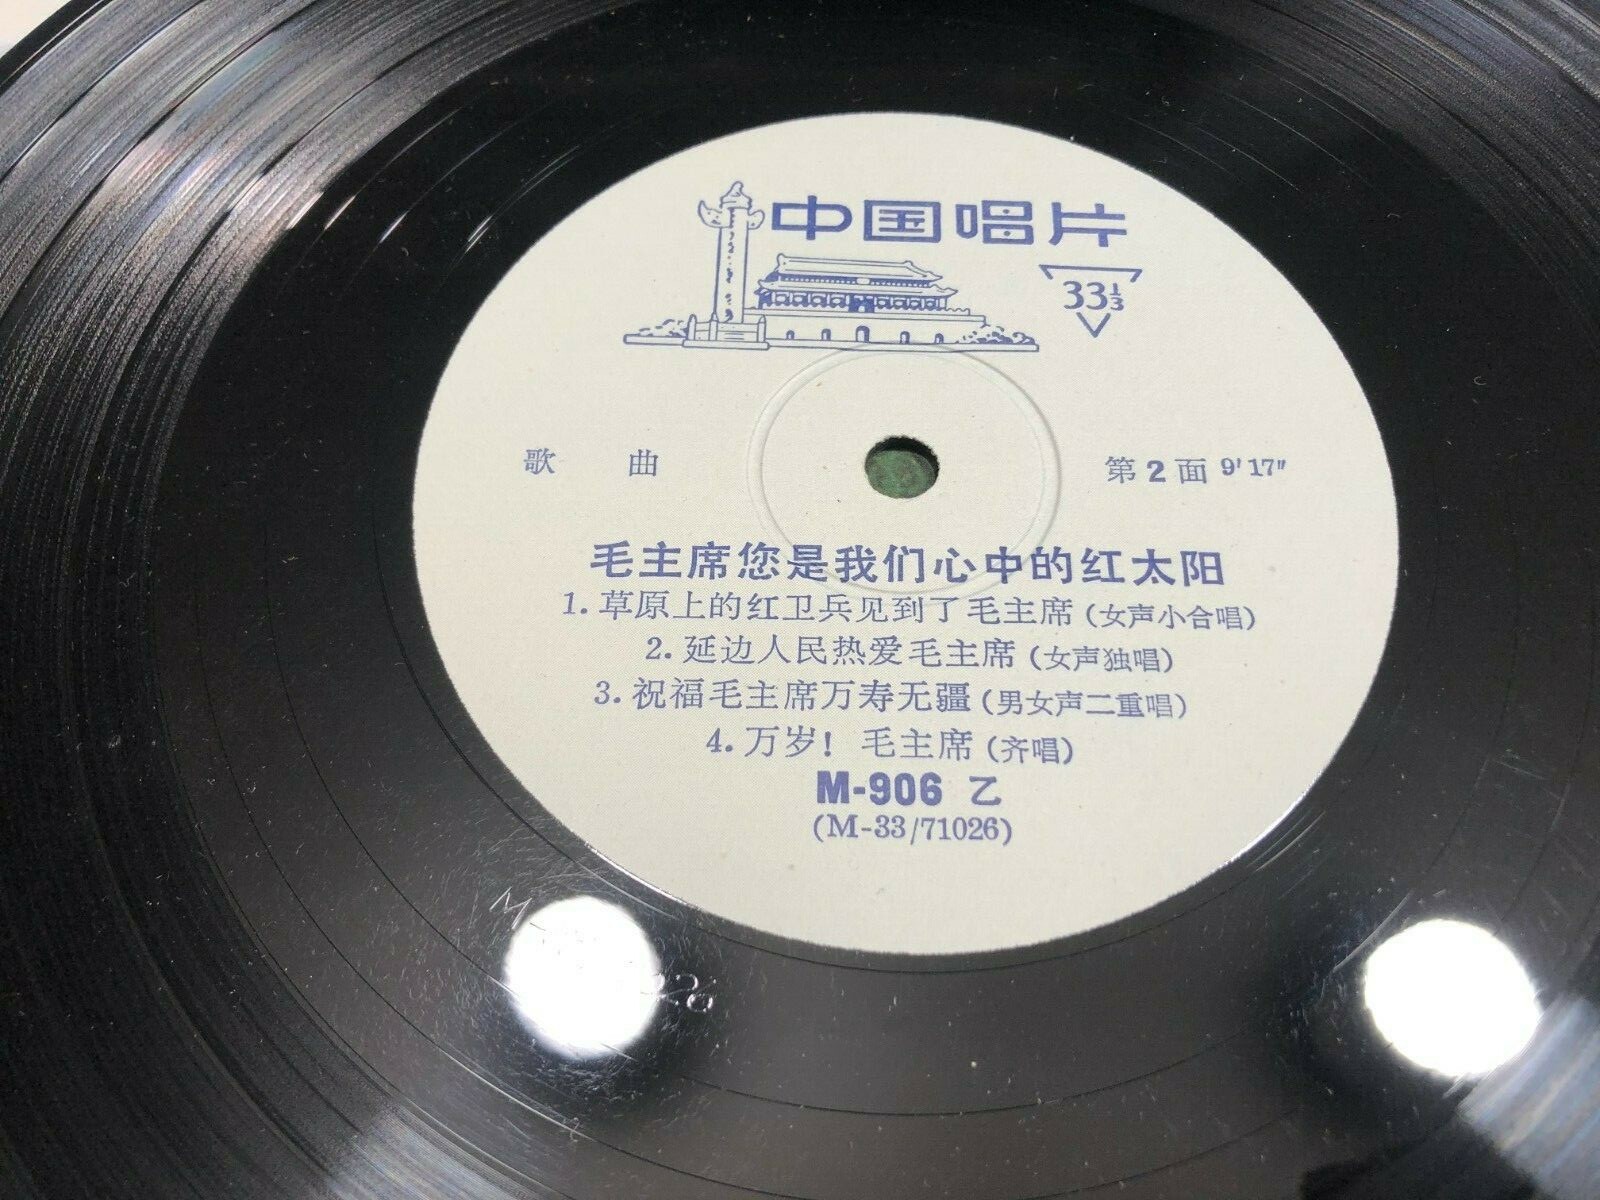 中国唱片
33⅓
歌 曲
第2面 9′17″
毛主席您是我们心中的红太阳
1. 草原上的红卫兵见到了毛主席(女声小合唱)
2. 延边人民热爱毛主席(女声独唱)
3. 祝福毛主席万寿无疆(男女声二重唱)
4. 万岁! 毛主席(齐唱)
M-906 乙
(M-33/71026)